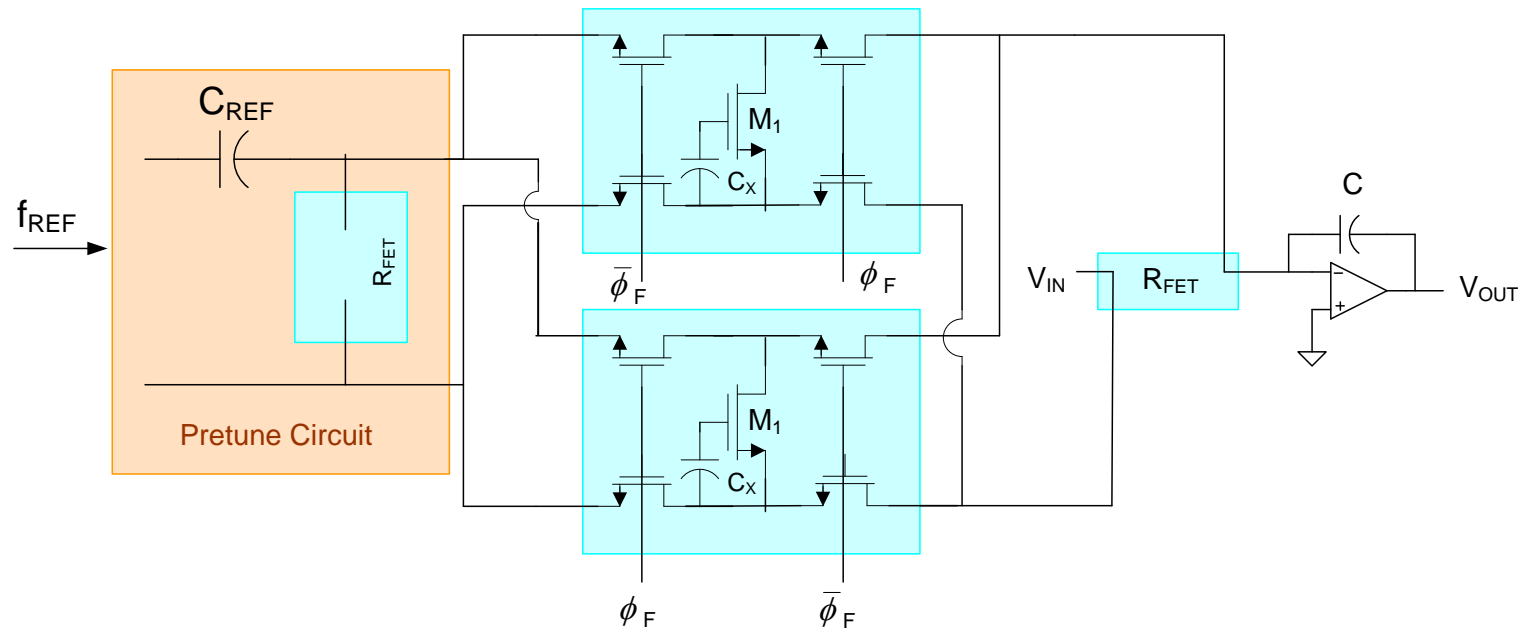 C_REF
R_FET
f_REF
Pretune Circuit
M_1
C_X
ϕ̅_F
ϕ_F
M_1
C_X
ϕ_F
ϕ̅_F
V_IN
R_FET
C
−
+
V_OUT